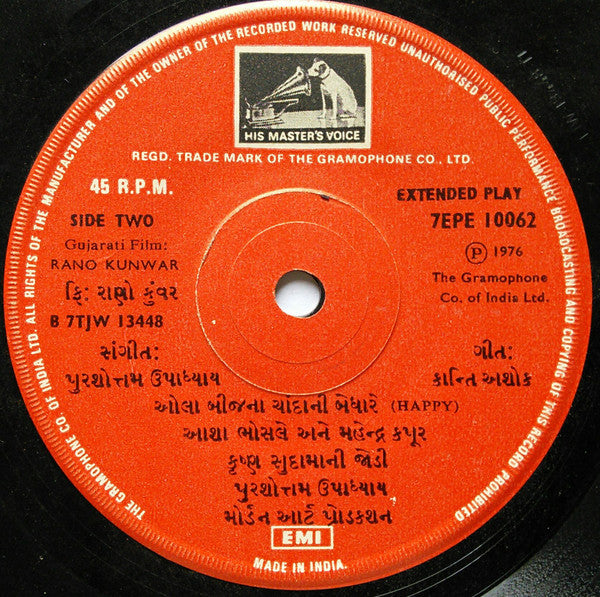 THE GRAMOPHONE CO. OF INDIA LTD. ALL RIGHTS OF THE MANUFACTURER AND OF THE OWNER OF THE RECORDED WORK RESERVED UNAUTHORISED PUBLIC PERFORMANCE BROADCASTING AND COPYING OF THIS RECORD PROHIBITED
HIS MASTER'S VOICE
REGD. TRADE MARK OF THE GRAMOPHONE CO., LTD.
45 R.P.M.
EXTENDED PLAY
SIDE TWO
7EPE 10062
Gujarati Film:
RANO KUNWAR
Ⓟ 1976
The Gramophone
Co. of India Ltd.
ફિ: રાણો કુંવર
B 7TJW 13448
સંગીત:
ગીત:
પુરશોત્તમ ઉપાધ્યાય
કાન્તિ અશોક
ઓલા બીજના ચાંદાની બેધારે (HAPPY)
આશા ભોસલે અને મહેન્દ્ર કપૂર
કૃષ્ણ સુદામાની જોડી
પુરશોત્તમ ઉપાધ્યાય
મોર્ડન આર્ટ પ્રોડકશન
EMI
MADE IN INDIA.